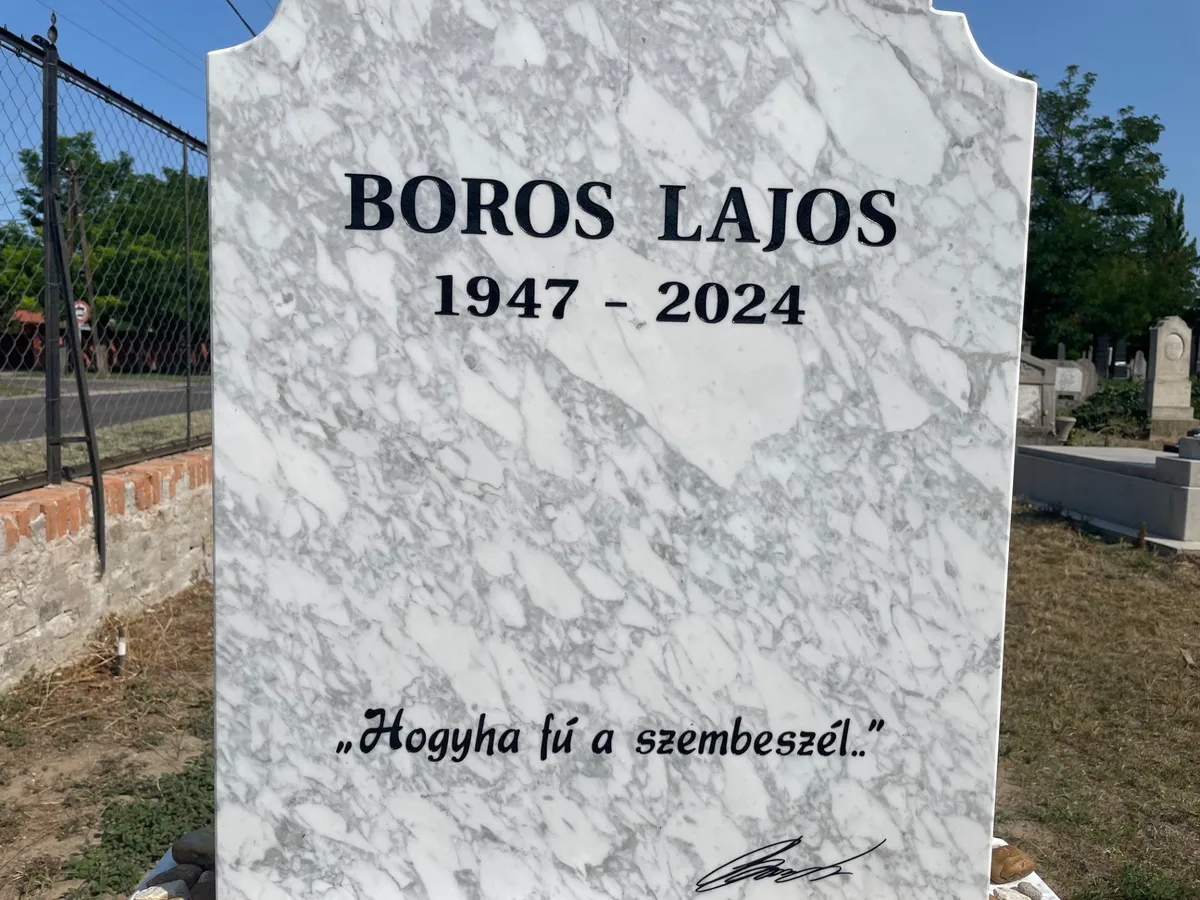 BOROS LAJOS
1947 - 2024
„Hogyha fú a szembeszél..”